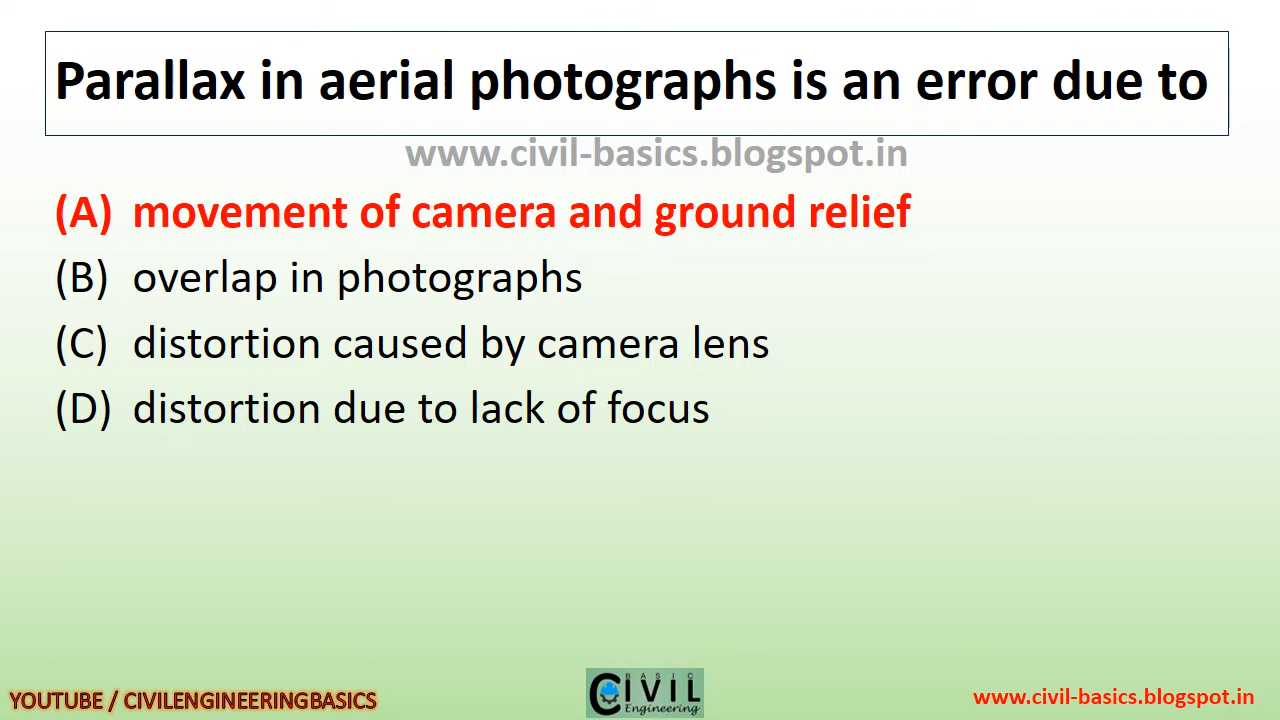 Parallax in aerial photographs is an error due to
www.civil-basics.blogspot.in
(A) movement of camera and ground relief
(B) overlap in photographs
(C) distortion caused by camera lens
(D) distortion due to lack of focus
YOUTUBE / CIVILENGINEERINGBASICS
BASIC
CIVIL
Engineering
www.civil-basics.blogspot.in